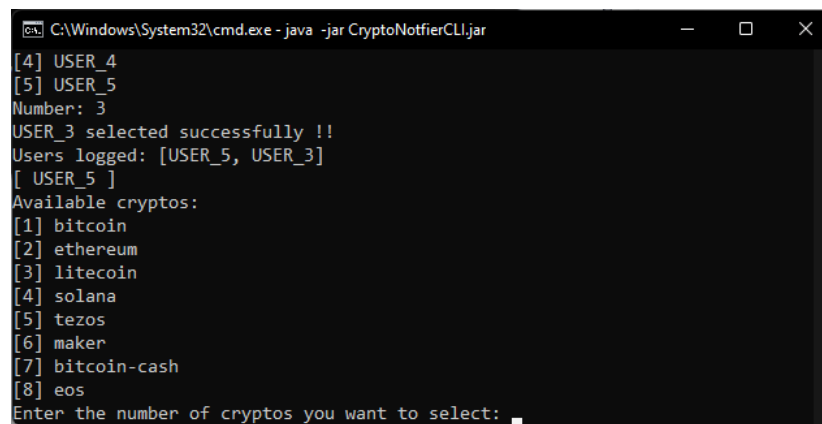 C:\Windows\System32\cmd.exe - java -jar CryptoNotfierCLI.jar
[4] USER_4
[5] USER_5
Number: 3
USER_3 selected successfully !!
Users logged: [USER_5, USER_3]
[ USER_5 ]
Available cryptos:
[1] bitcoin
[2] ethereum
[3] litecoin
[4] solana
[5] tezos
[6] maker
[7] bitcoin-cash
[8] eos
Enter the number of cryptos you want to select: